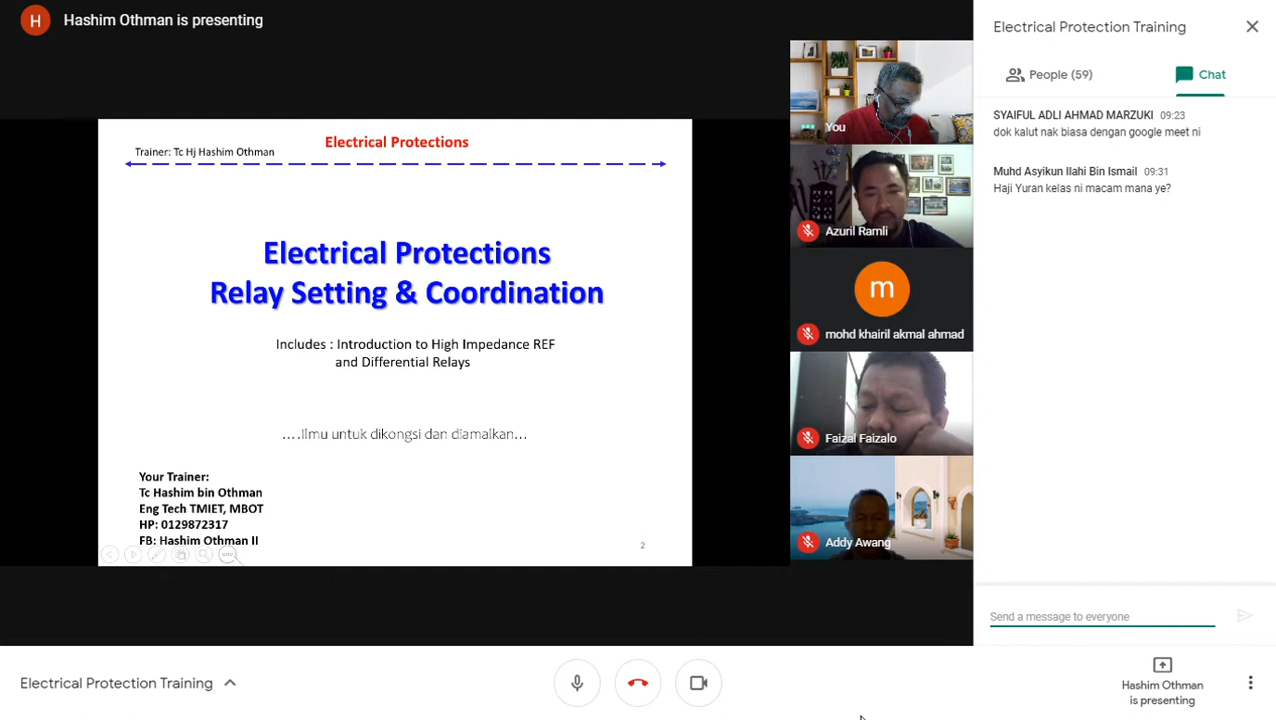 H
Hashim Othman is presenting
Trainer: Tc Hj Hashim Othman
Electrical Protections
Electrical Protections
Relay Setting & Coordination
Includes : Introduction to High Impedance REF
and Differential Relays
….Ilmu untuk dikongsi dan diamalkan…
Your Trainer:
Tc Hashim bin Othman
Eng Tech TMIET, MBOT
HP: 0129872317
FB: Hashim Othman II
2
You
Azuril Ramli
m
mohd khairil akmal ahmad
Faizal Faizalo
Addy Awang
Electrical Protection Training
People (59)
Chat
SYAIFUL ADLI AHMAD MARZUKI 09:23
dok kalut nak biasa dengan google meet ni
Muhd Asyikun Ilahi Bin Ismail 09:31
Haji Yuran kelas ni macam mana ye?
Send a message to everyone
Electrical Protection Training
Hashim Othman
is presenting